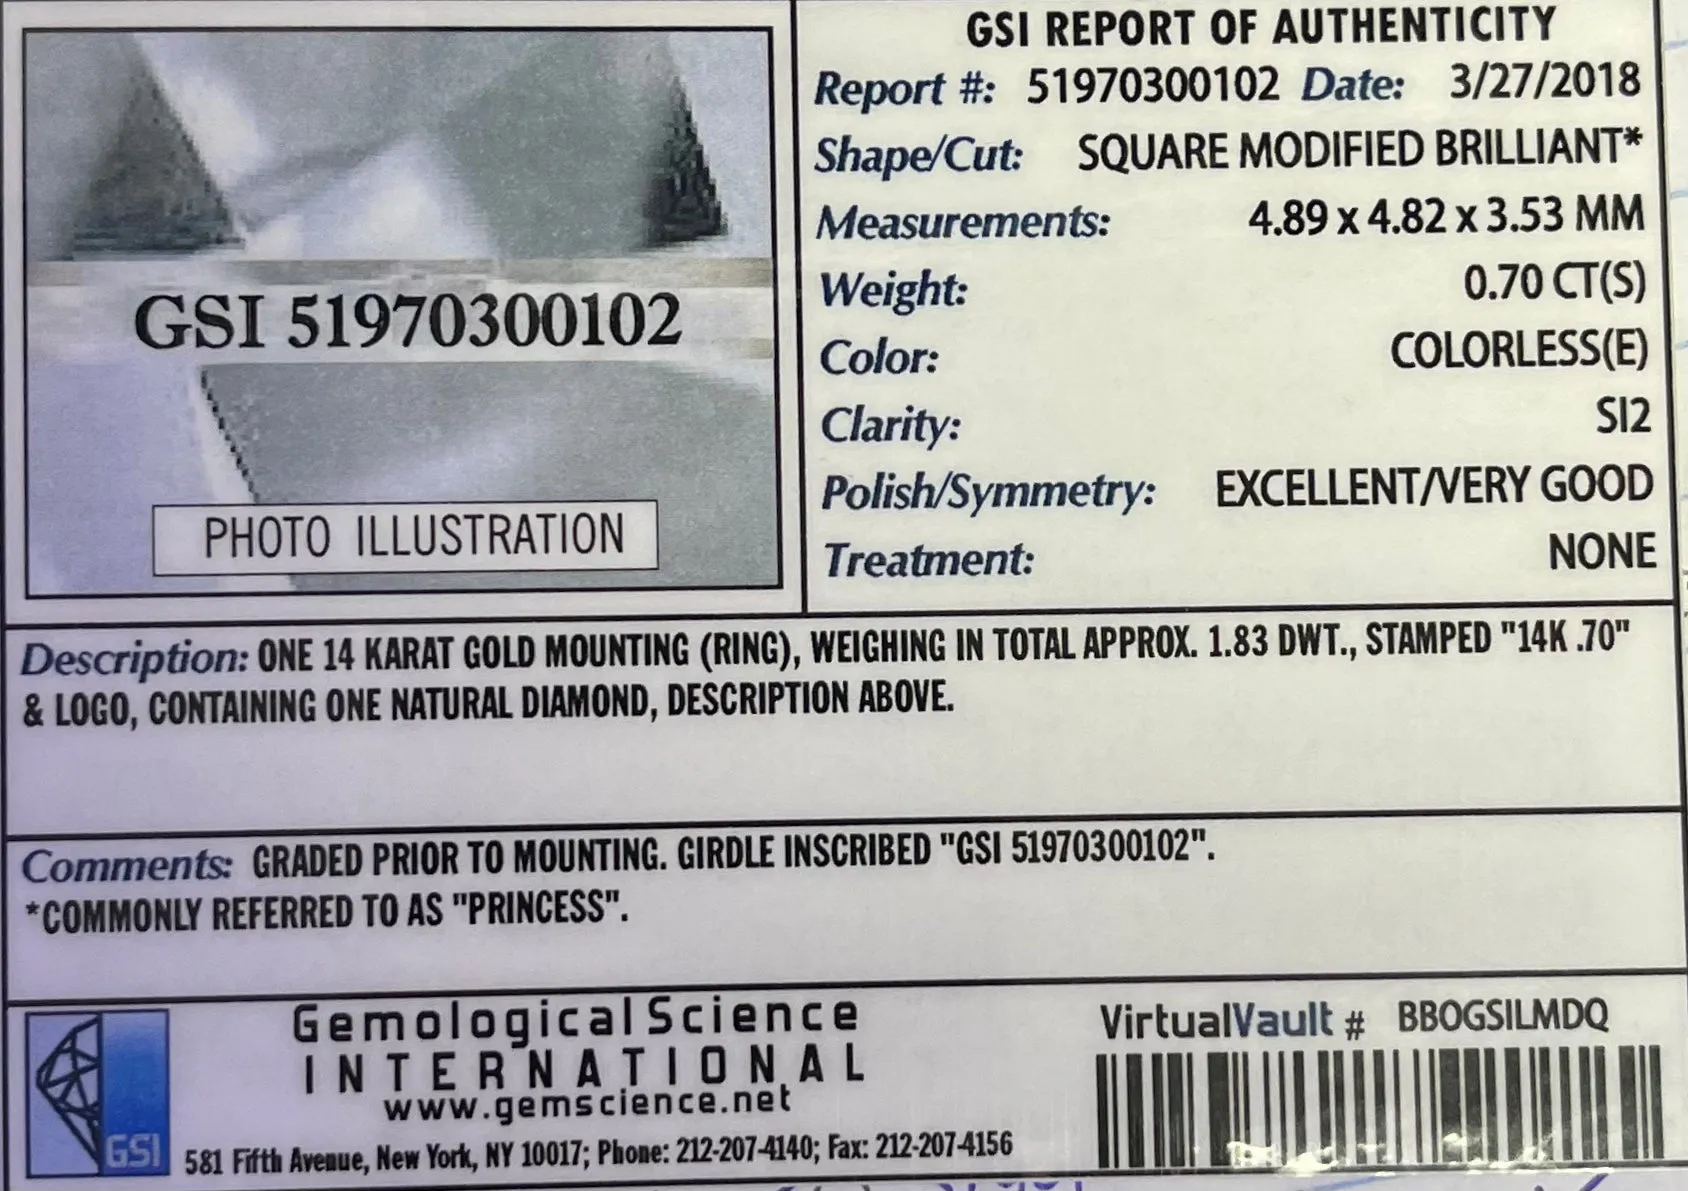 GSI 51970300102
PHOTO ILLUSTRATION
GSI REPORT OF AUTHENTICITY
Report #: 51970300102 Date: 3/27/2018
Shape/Cut: SQUARE MODIFIED BRILLIANT*
Measurements: 4.89 x 4.82 x 3.53 MM
Weight: 0.70 CT(S)
Color: COLORLESS(E)
Clarity: SI2
Polish/Symmetry: EXCELLENT/VERY GOOD
Treatment: NONE
Description: ONE 14 KARAT GOLD MOUNTING (RING), WEIGHING IN TOTAL APPROX. 1.83 DWT., STAMPED "14K .70"
& LOGO, CONTAINING ONE NATURAL DIAMOND, DESCRIPTION ABOVE.
Comments: GRADED PRIOR TO MOUNTING. GIRDLE INSCRIBED "GSI 51970300102".
*COMMONLY REFERRED TO AS "PRINCESS".
GSI
GemologicalScience
INTERNATIONAL
www.gemscience.net
581 Fifth Avenue, New York, NY 10017; Phone: 212-207-4140; Fax: 212-207-4156
VirtualVault # BBOGSILMDQ